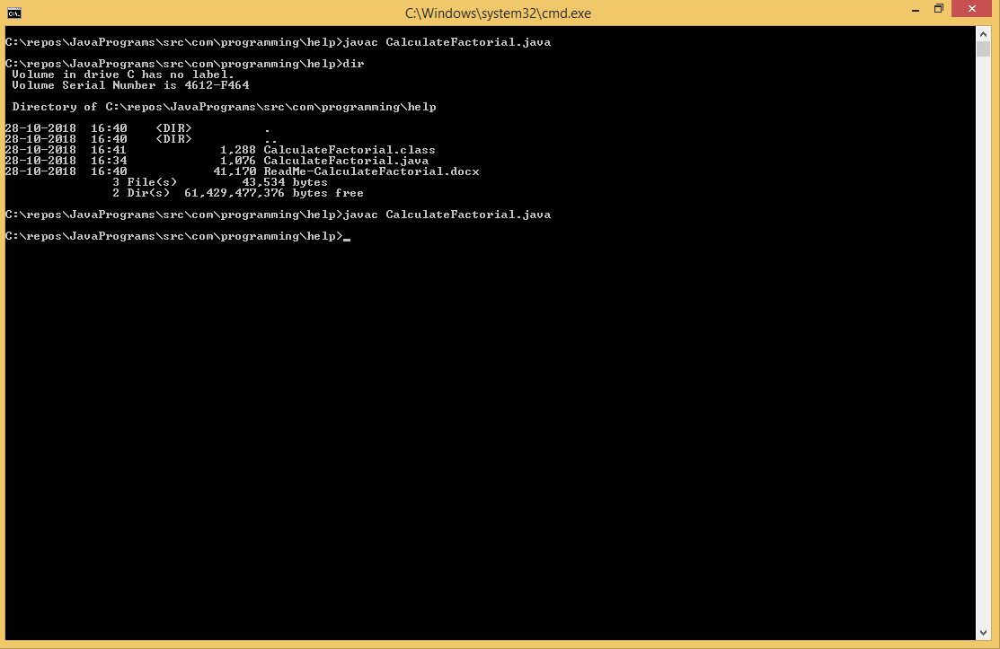 C:\Windows\system32\cmd.exe
C:\repos\JavaPrograms\src\com\programming\help>javac CalculateFactorial.java
C:\repos\JavaPrograms\src\com\programming\help>dir
Volume in drive C has no label.
Volume Serial Number is 4612-F464
Directory of C:\repos\JavaPrograms\src\com\programming\help
28-10-2018  16:40    <DIR>          .
28-10-2018  16:40    <DIR>          ..
28-10-2018  16:41             1,288 CalculateFactorial.class
28-10-2018  16:34             1,076 CalculateFactorial.java
28-10-2018  16:40            41,170 ReadMe-CalculateFactorial.docx
3 File(s)         43,534 bytes
2 Dir(s)  61,429,477,376 bytes free
C:\repos\JavaPrograms\src\com\programming\help>javac CalculateFactorial.java
C:\repos\JavaPrograms\src\com\programming\help>_